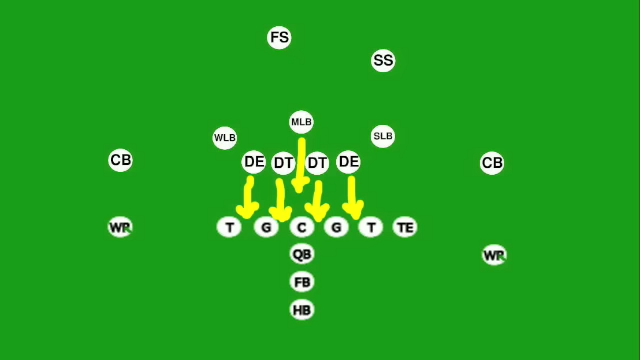 FS
SS
MLB
WLB SLB
CB DE DT DT DE CB
WR T G C G T TE
QB WR
FB
HB